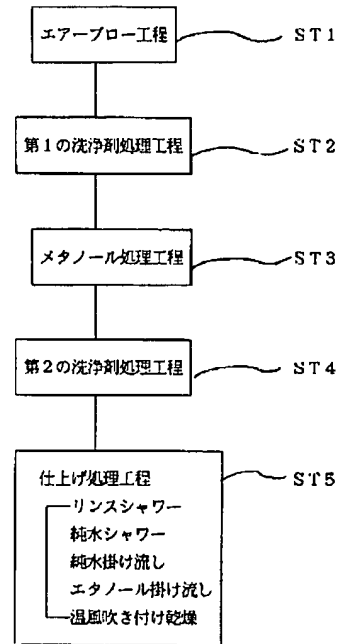 エアーブロー工程 ST1
第1の洗浄剤処理工程 ST2
メタノール処理工程 ST3
第2の洗浄剤処理工程 ST4
仕上げ処理工程 ST5
リンスシャワー
純水シャワー
純水掛け流し
エタノール掛け流し
温風吹き付け乾燥